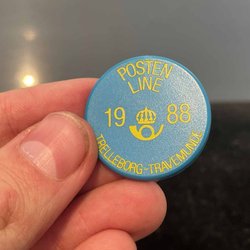 POSTEN
LINE
19 88
TRELLEBORG-TRAVEMÜNDE